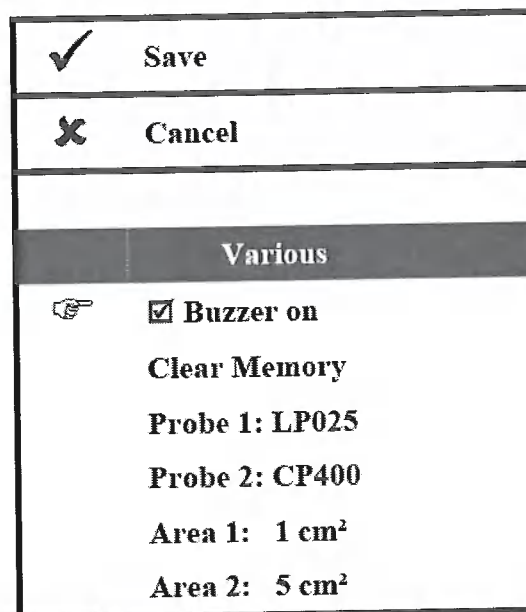 Save
Cancel
Various
☑ Buzzer on
Clear Memory
Probe 1: LP025
Probe 2: CP400
Area 1: 1 cm²
Area 2: 5 cm²